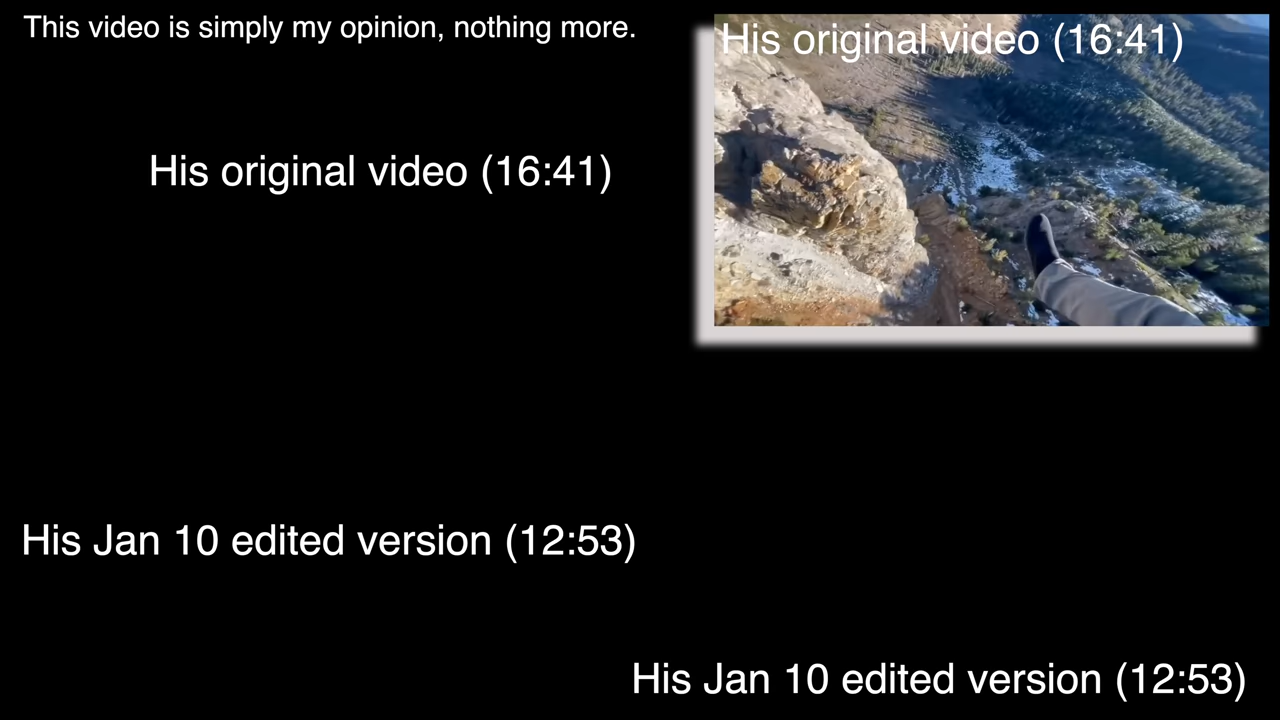 This video is simply my opinion, nothing more.
His original video (16:41)
His original video (16:41)
His Jan 10 edited version (12:53)
His Jan 10 edited version (12:53)